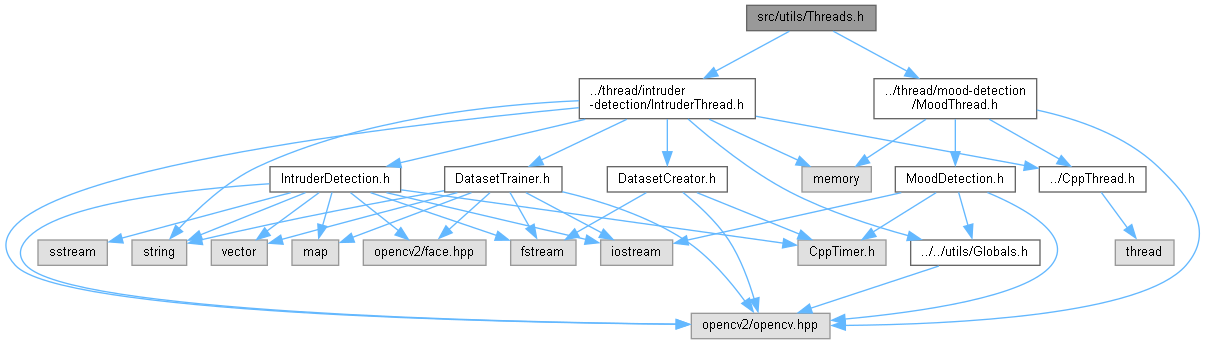 src/utils/Threads.h
../thread/intruder
-detection/IntruderThread.h
../thread/mood-detection
/MoodThread.h
IntruderDetection.h
DatasetTrainer.h
DatasetCreator.h
memory
MoodDetection.h
../CppThread.h
sstream
string
vector
map
opencv2/face.hpp
fstream
iostream
CppTimer.h
../../utils/Globals.h
thread
opencv2/opencv.hpp